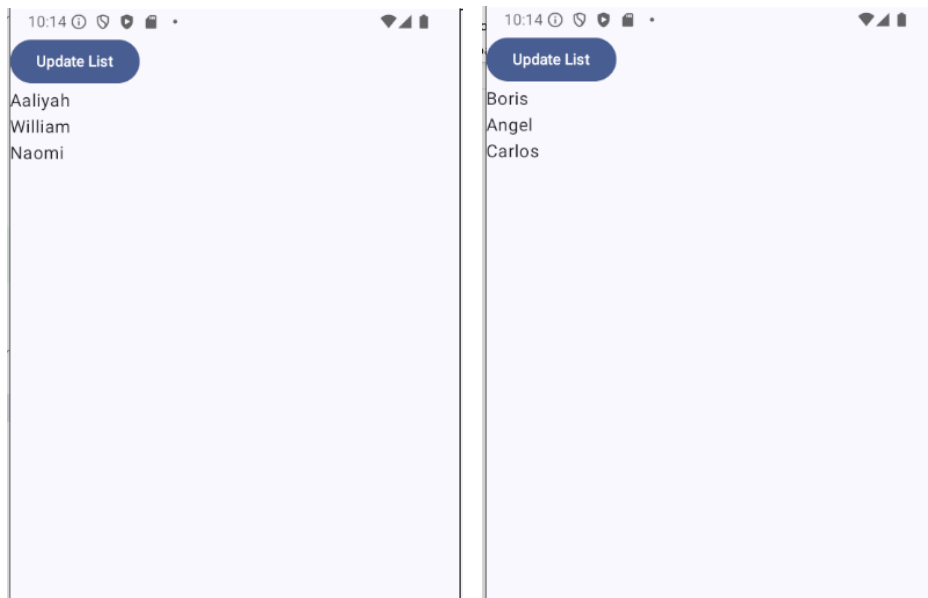 10:14
Update List
Aaliyah
William
Naomi
10:14
Update List
Boris
Angel
Carlos